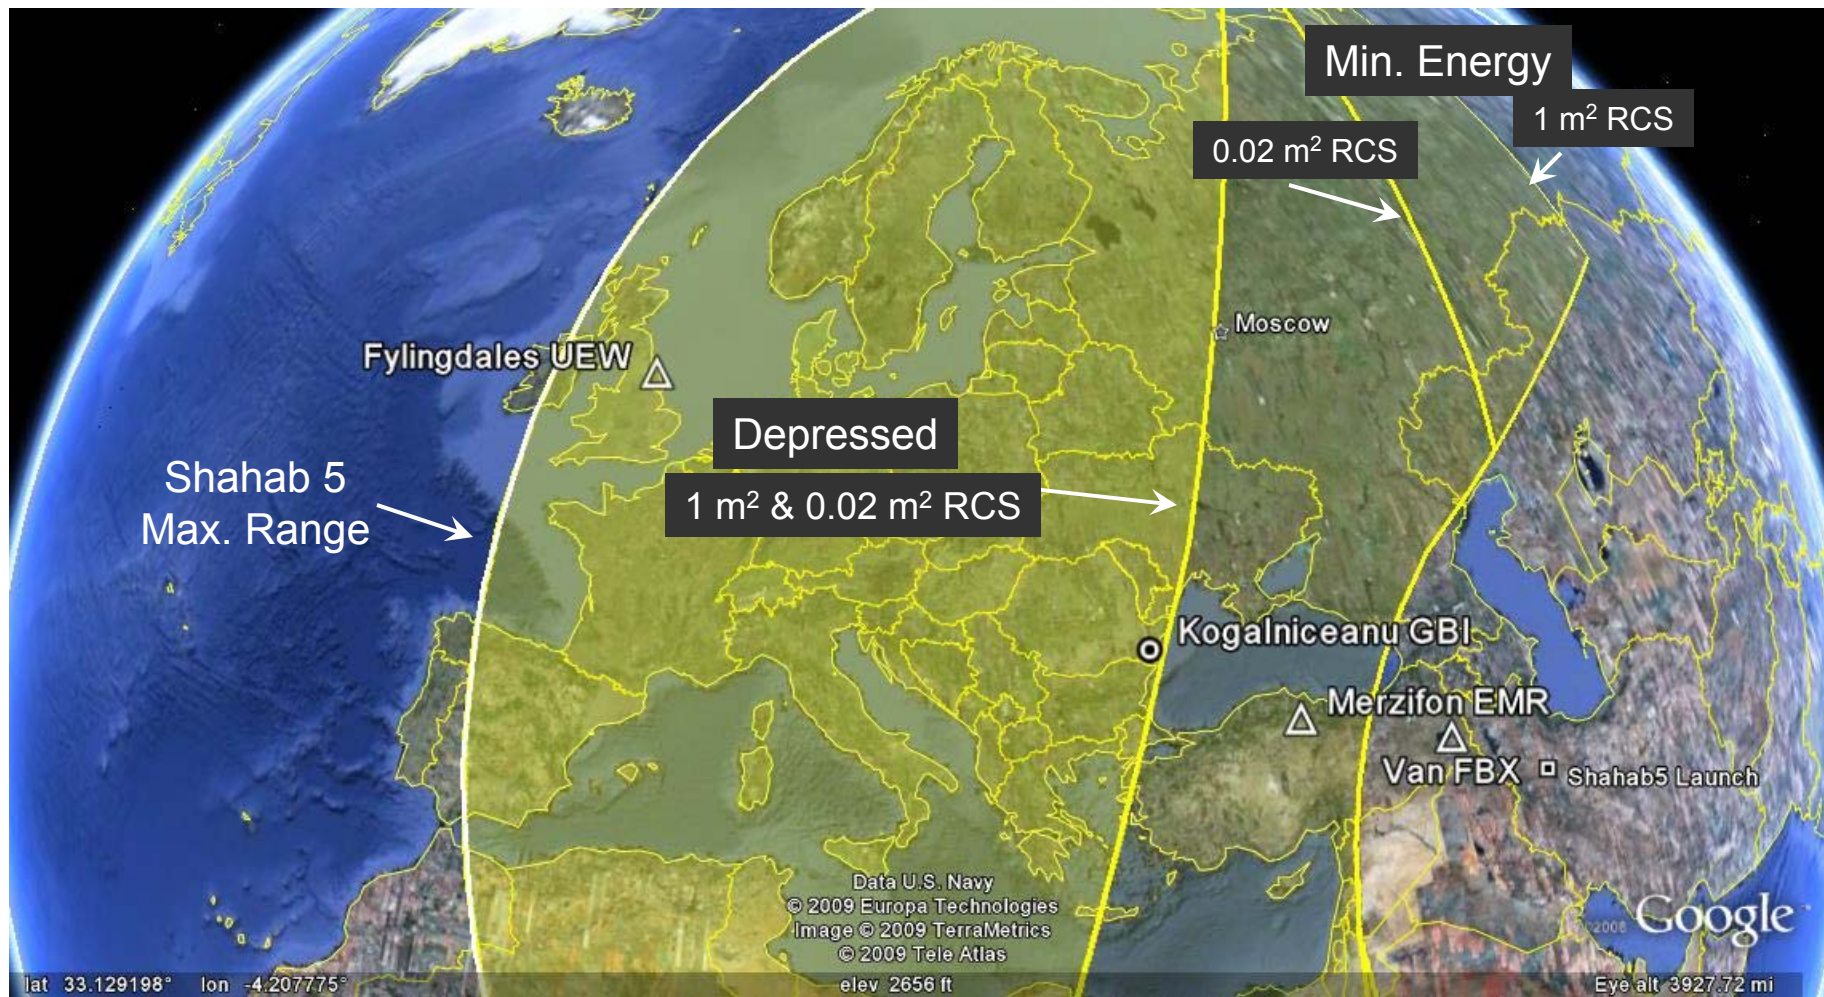 Min. Energy
1 m² RCS
0.02 m² RCS
Moscow
Fylingdales UEW
Depressed
1 m² & 0.02 m² RCS
Shahab 5
Max. Range
Kogalniceanu GBI
Merzifon EMR
Van FBX
Shahab5 Launch
Data U.S. Navy
© 2009 Europa Technologies
Image © 2009 TerraMetrics
© 2009 Tele Atlas
©2008 Google™
lat 33.129198° lon -4.207775° elev 2656 ft Eye alt 3927.72 mi